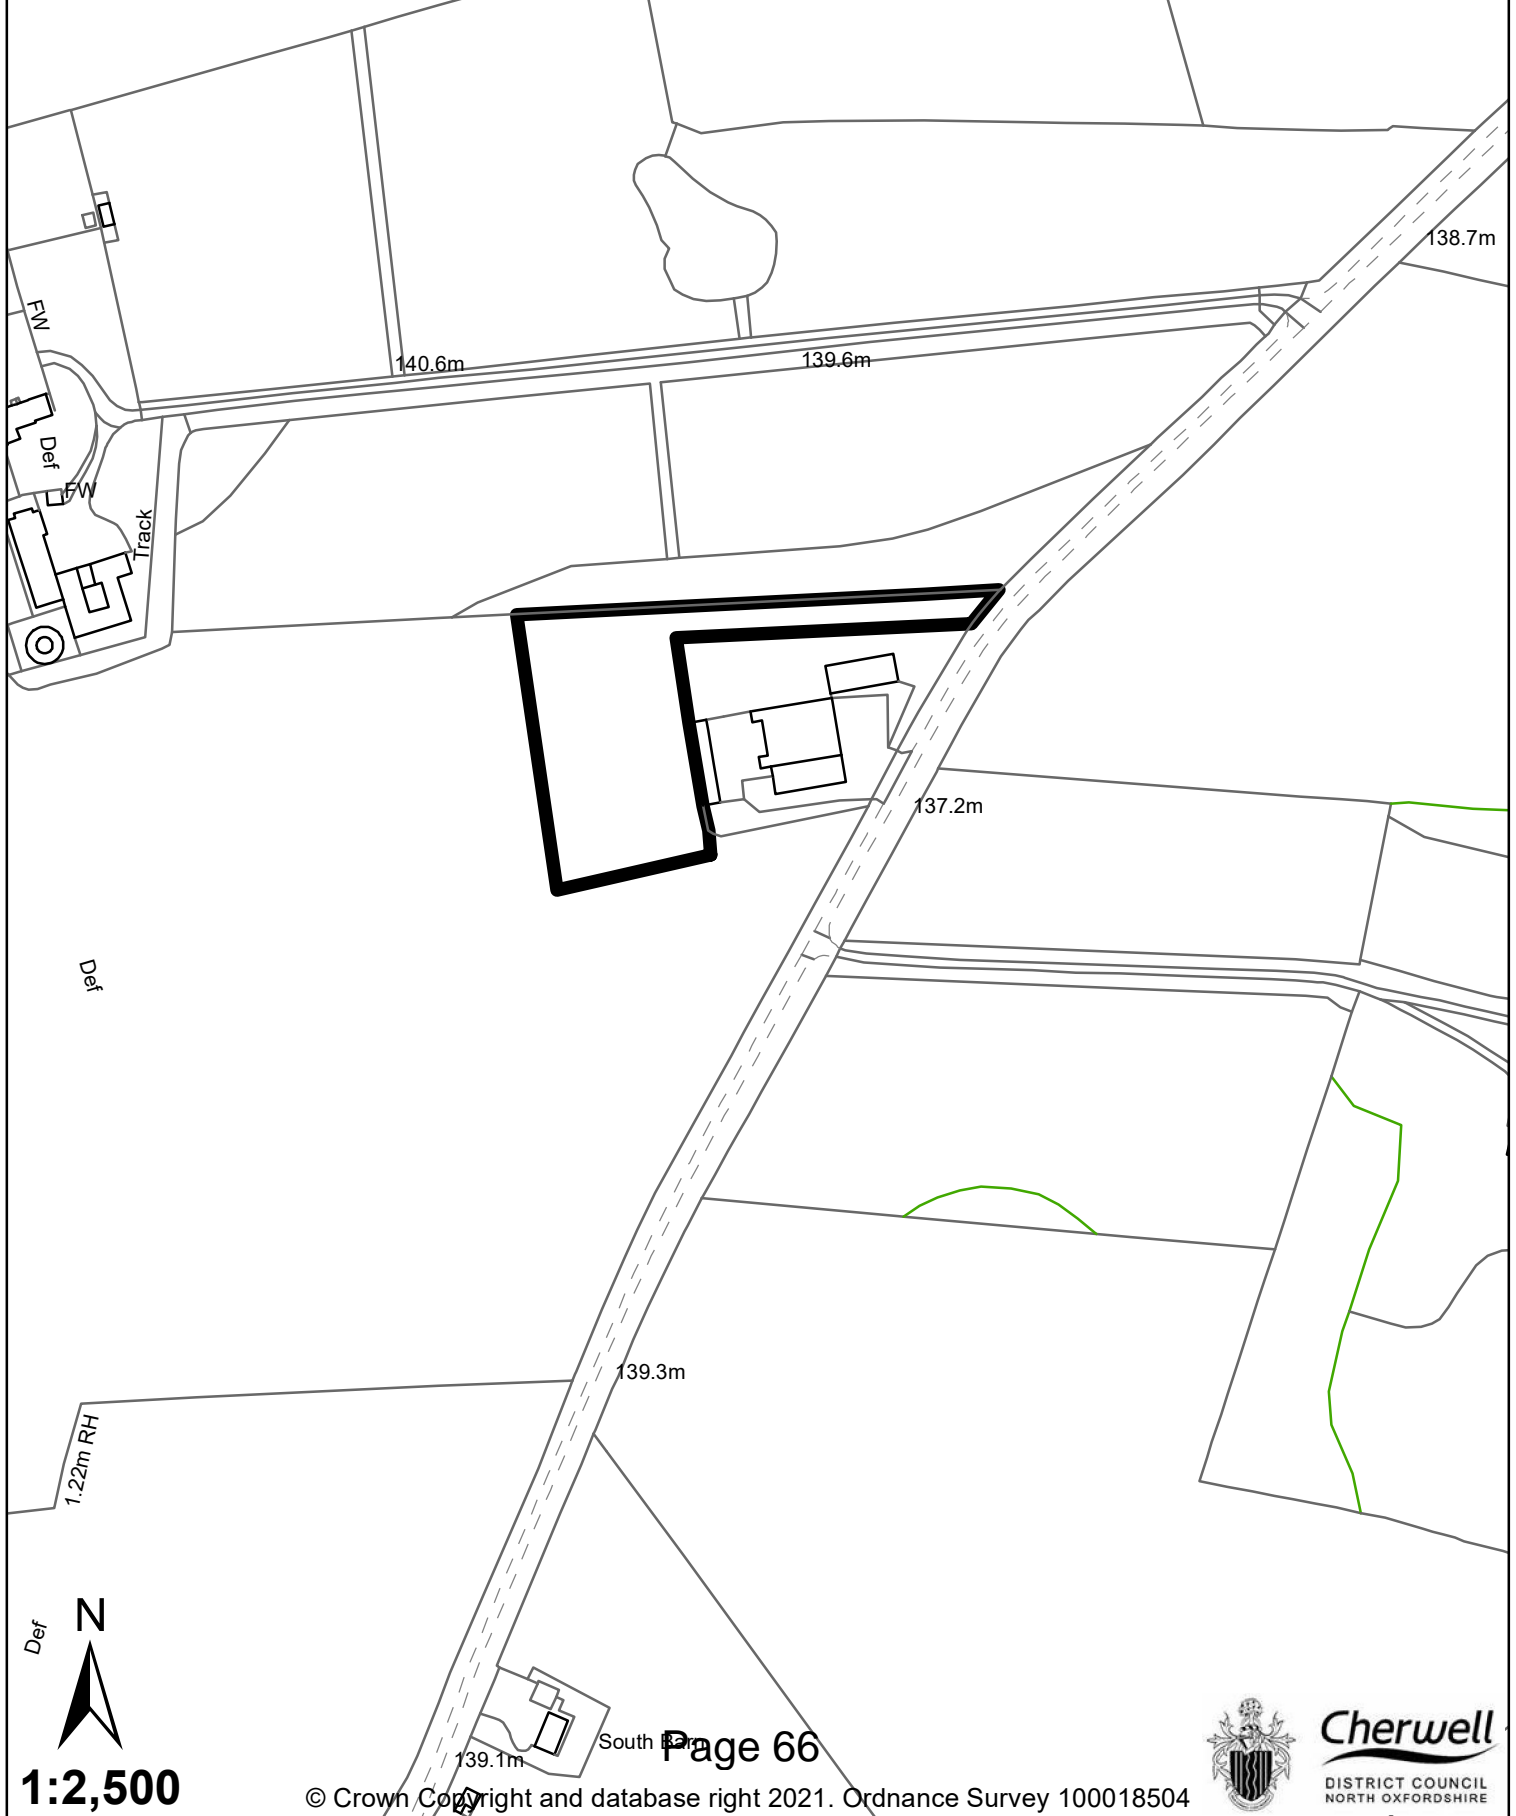 138.7m
FW
140.6m
139.6m
Def
FW
Track
137.2m
Def
139.3m
1.22m RH
Def
N
South Barn
Page 66
139.1m
1:2,500
© Crown Copyright and database right 2021. Ordnance Survey 100018504
Cherwell
DISTRICT COUNCIL
NORTH OXFORDSHIRE